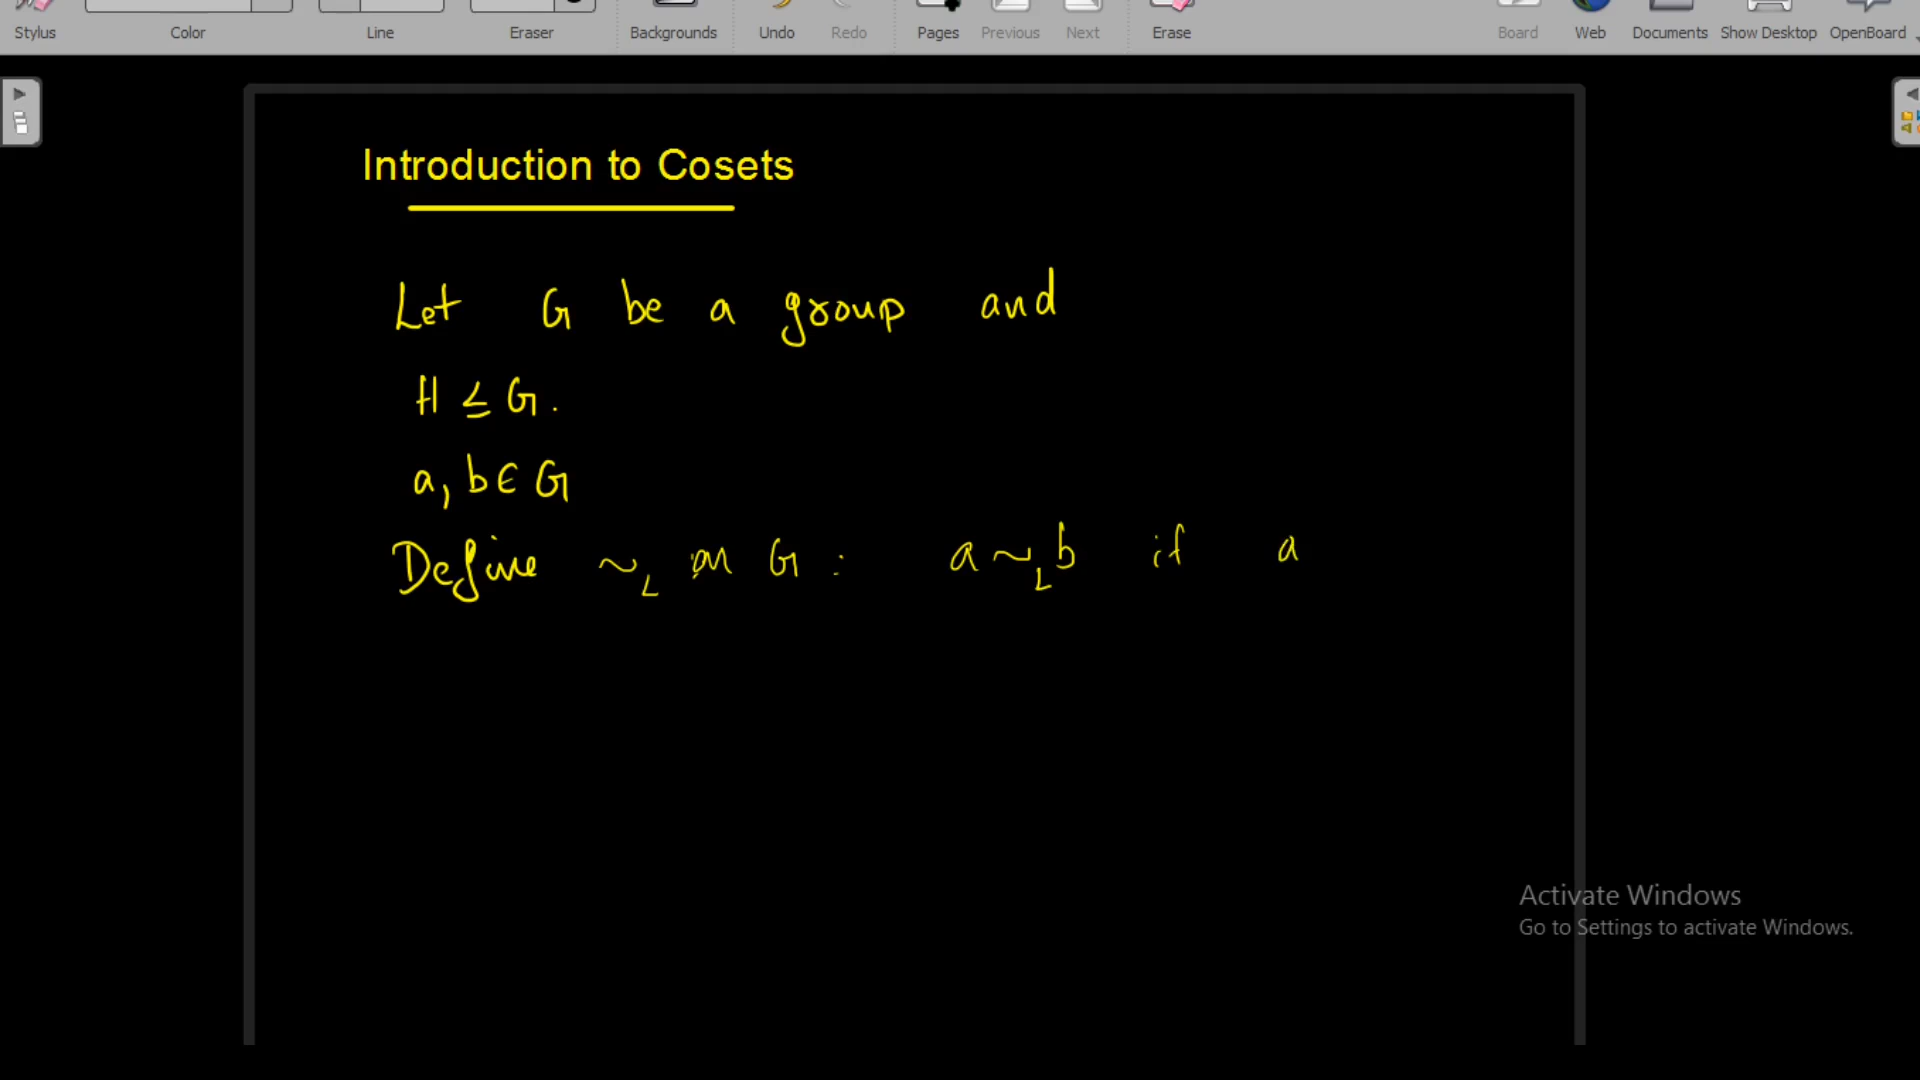 Stylus Color Line Eraser Backgrounds Undo Redo Pages Previous Next Erase Board Web Documents Show Desktop OpenBoard
Introduction to Cosets
Let G be a group and
H ≤ G.
a, b ∈ G
Define ~L on G : a ~L b if a
Activate Windows
Go to Settings to activate Windows.